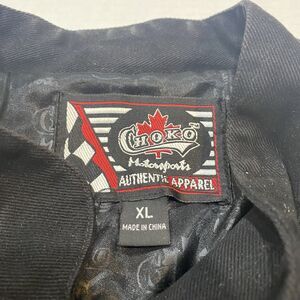 CHOKO
Motorsports
AUTHENTIC APPAREL
XL
MADE IN CHINA